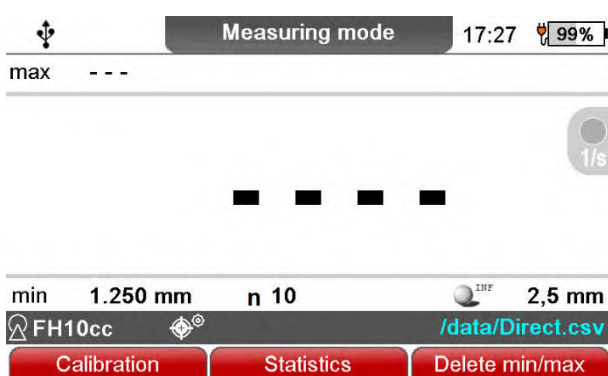 Measuring mode 17:27 99%
max - - -
1/s
- - - -
min 1.250 mm n 10 INF 2,5 mm
FH10cc /data/Direct.csv
Calibration Statistics Delete min/max